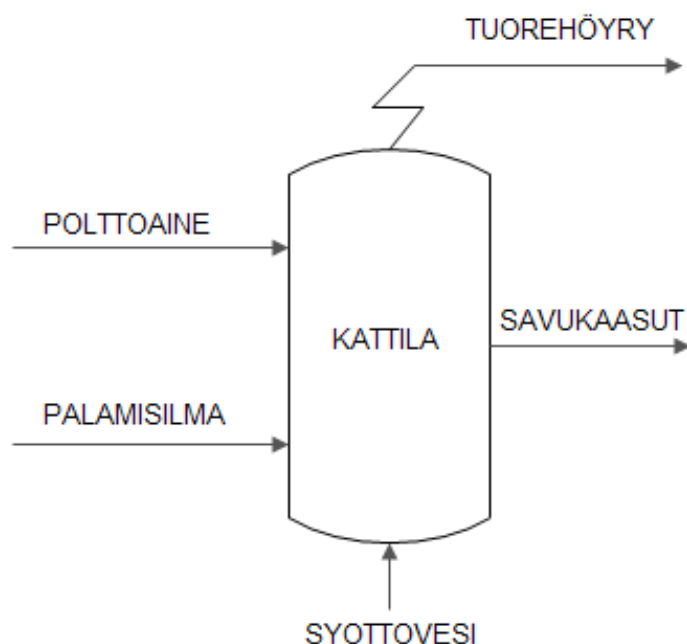 TUOREHÖYRY
POLTTOAINE
SAVUKAASUT
KATTILA
PALAMISILMA
SYOTTOVESI